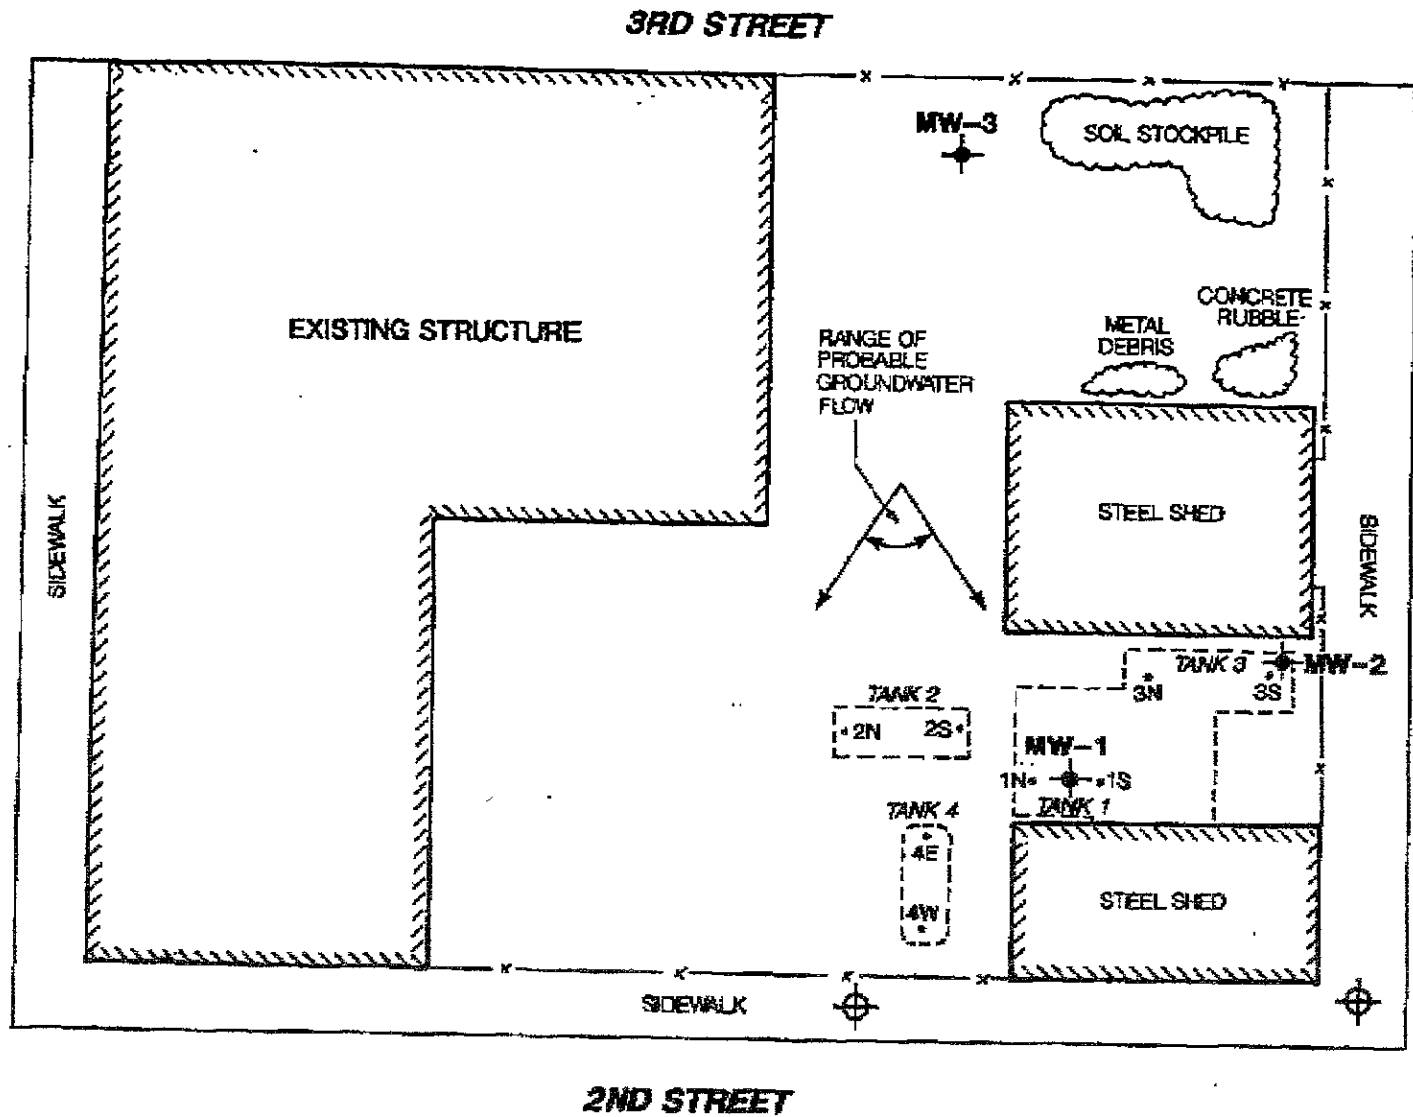 3RD STREET
MW-3
SOIL STOCKPILE
CONCRETE
RUBBLE
METAL
DEBRIS
RANGE OF
PROBABLE
GROUNDWATER
FLOW
EXISTING STRUCTURE
STEEL SHED
SIDEWALK
SIDEWALK
TANK 3
MW-2
3N
3S
TANK 2
2N
2S
MW-1
1N
1S
TANK 1
TANK 4
4E
4W
STEEL SHED
SIDEWALK
2ND STREET